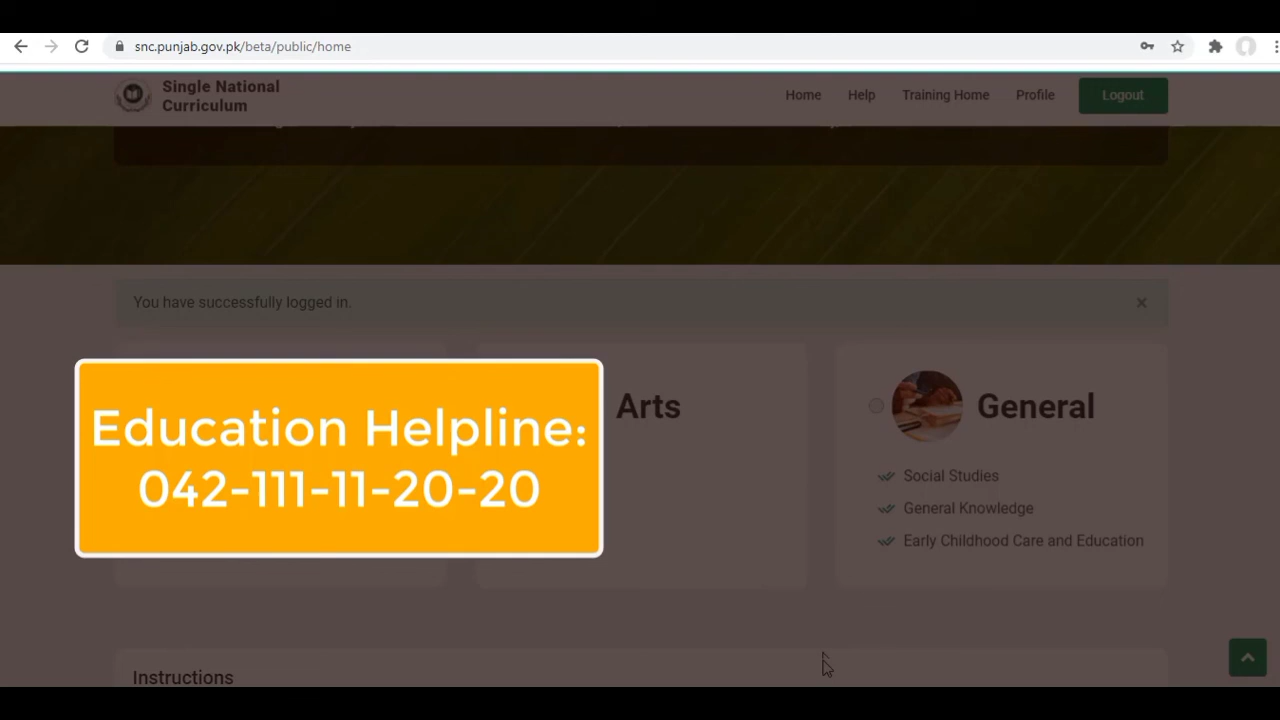 snc.punjab.gov.pk/beta/public/home
Single National
Curriculum
Home
Help
Training Home
Profile
Logout
You have successfully logged in.
Education Helpline:
042-111-11-20-20
Arts
General
Social Studies
General Knowledge
Early Childhood Care and Education
Instructions